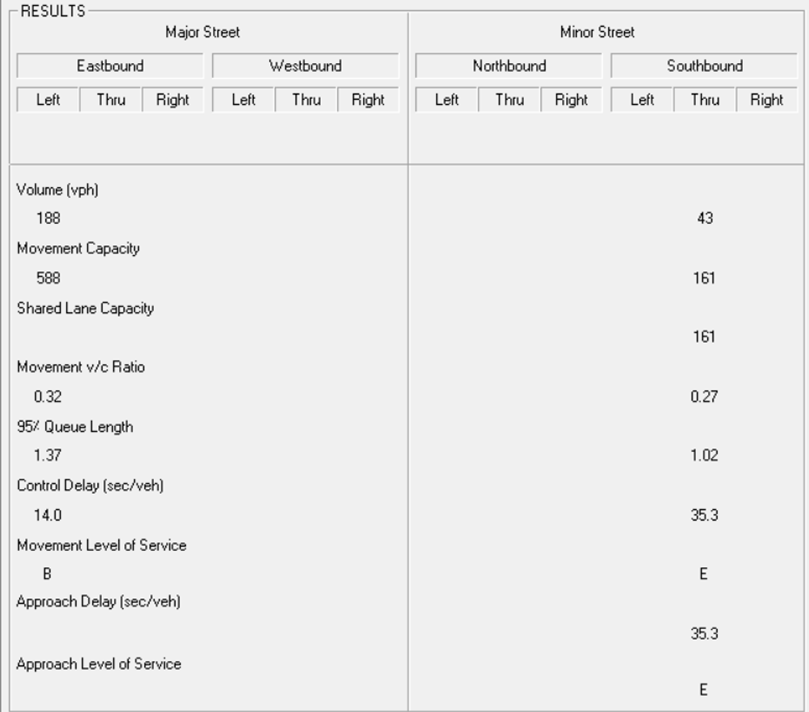 RESULTS
Major Street Minor Street
Eastbound Westbound Northbound Southbound
Left Thru Right Left Thru Right Left Thru Right Left Thru Right
Volume (vph)
188 43
Movement Capacity
588 161
Shared Lane Capacity
161
Movement v/c Ratio
0.32 0.27
95% Queue Length
1.37 1.02
Control Delay (sec/veh)
14.0 35.3
Movement Level of Service
B E
Approach Delay (sec/veh)
35.3
Approach Level of Service
E